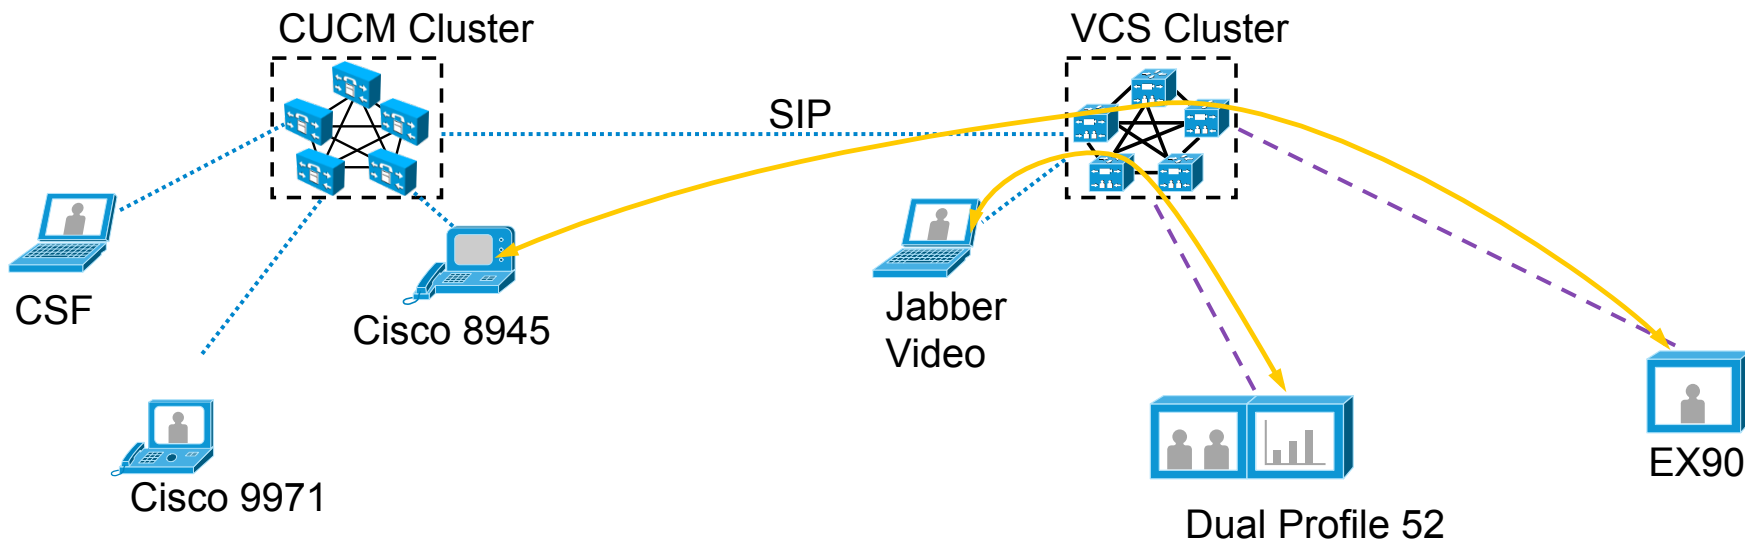 CUCM Cluster
VCS Cluster
SIP
CSF
Cisco 8945
Jabber
Video
Cisco 9971
EX90
Dual Profile 52